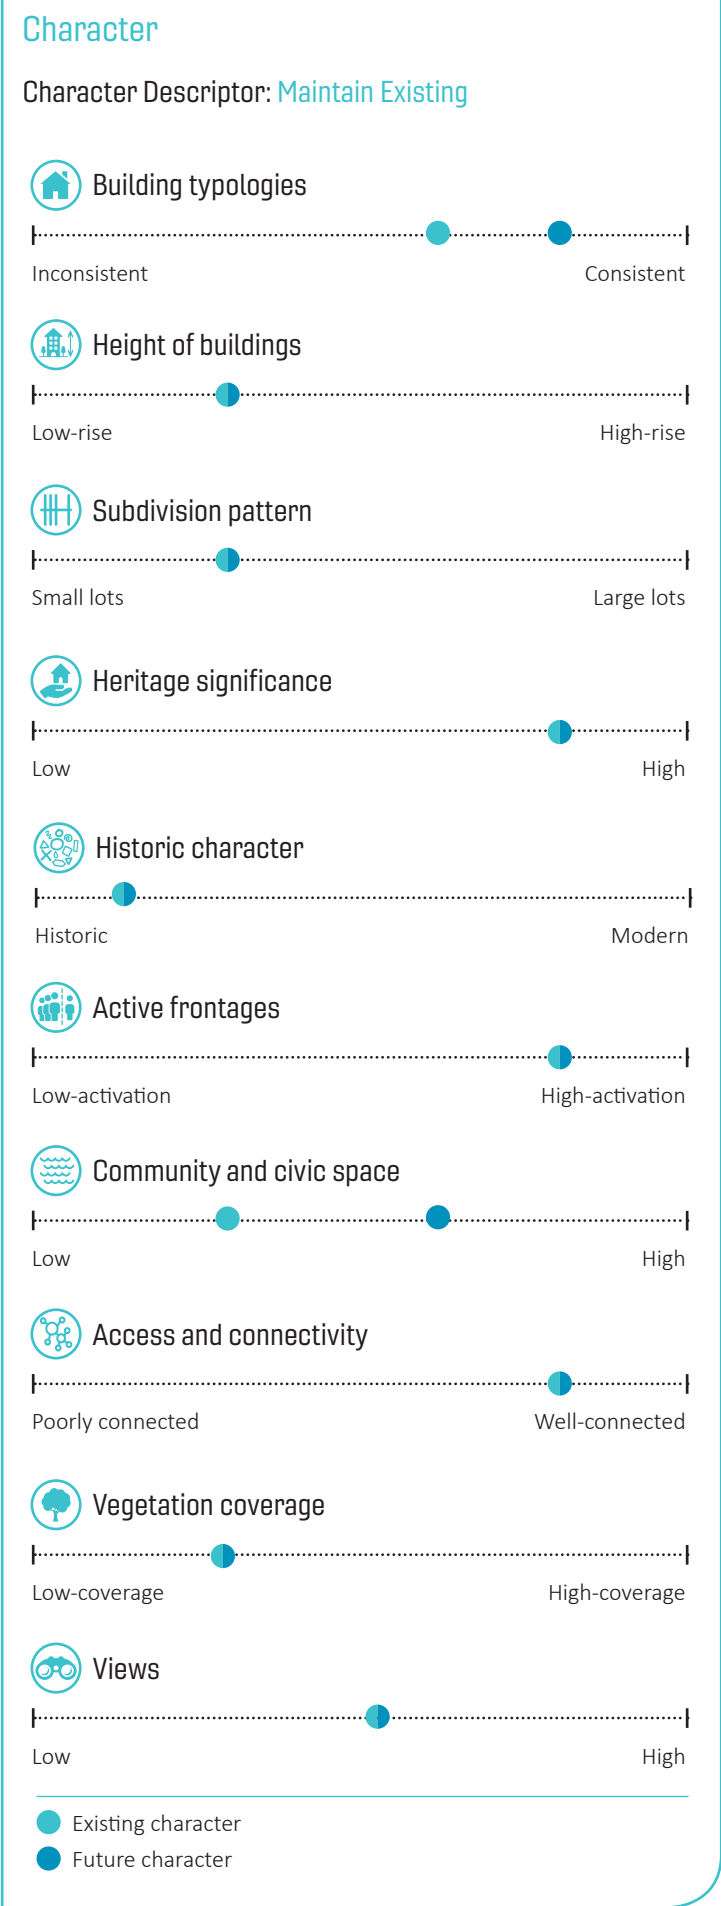 Character
Character Descriptor: Maintain Existing
Building typologies
Inconsistent Consistent
Height of buildings
Low-rise High-rise
Subdivision pattern
Small lots Large lots
Heritage significance
Low High
Historic character
Historic Modern
Active frontages
Low-activation High-activation
Community and civic space
Low High
Access and connectivity
Poorly connected Well-connected
Vegetation coverage
Low-coverage High-coverage
Views
Low High
Existing character
Future character